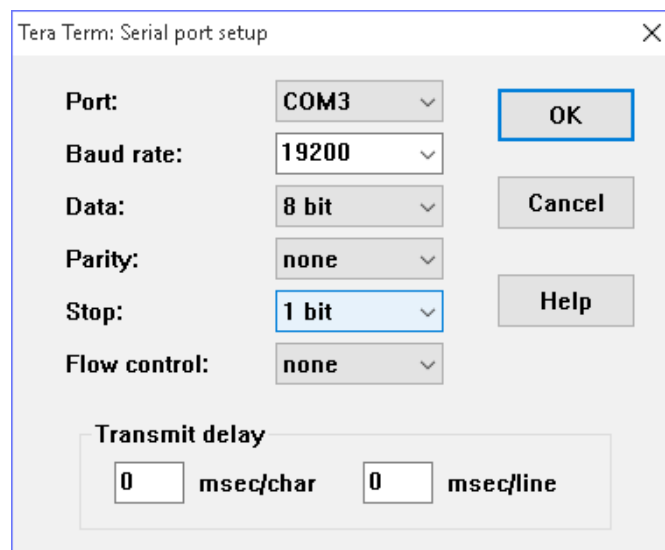 Tera Term: Serial port setup
Port: COM3
OK
Baud rate: 19200
Data: 8 bit
Cancel
Parity: none
Stop: 1 bit
Help
Flow control: none
Transmit delay
0 msec/char 0 msec/line